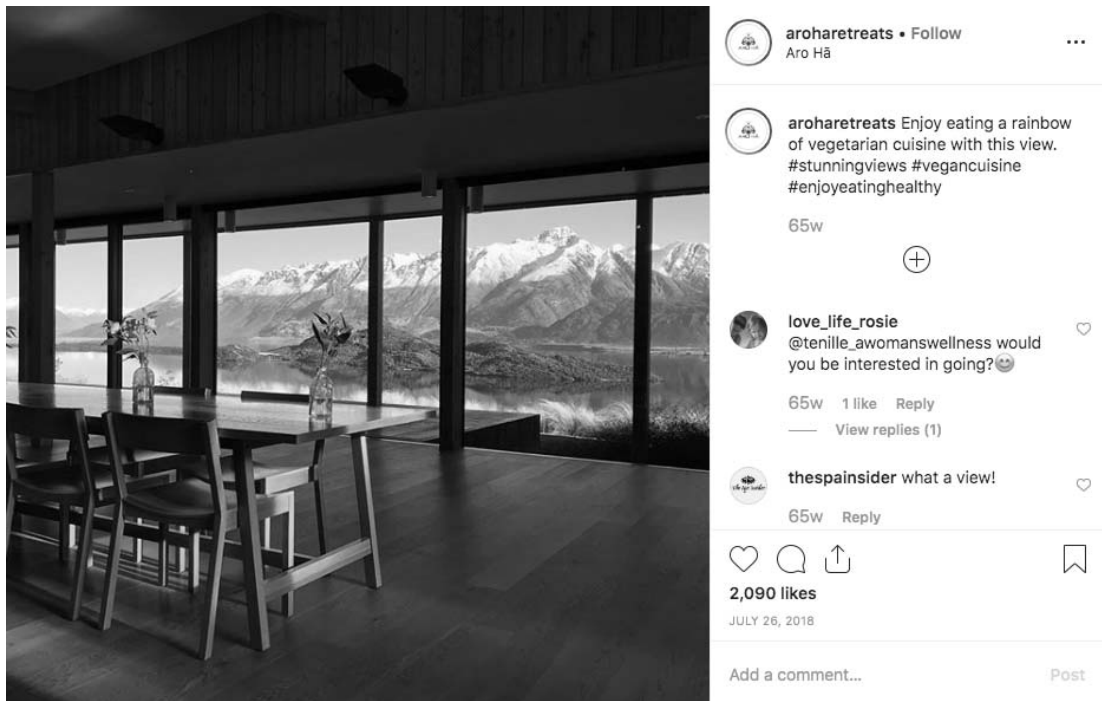 aroharetreats • Follow
Aro Hā
aroharetreats Enjoy eating a rainbow
of vegetarian cuisine with this view.
#stunningviews #vegancuisine
#enjoyeatinghealthy
65w
love_life_rosie
@tenille_awomanswellness would
you be interested in going?😊
65w 1 like Reply
View replies (1)
thespainsider what a view!
65w Reply
2,090 likes
JULY 26, 2018
Add a comment... Post